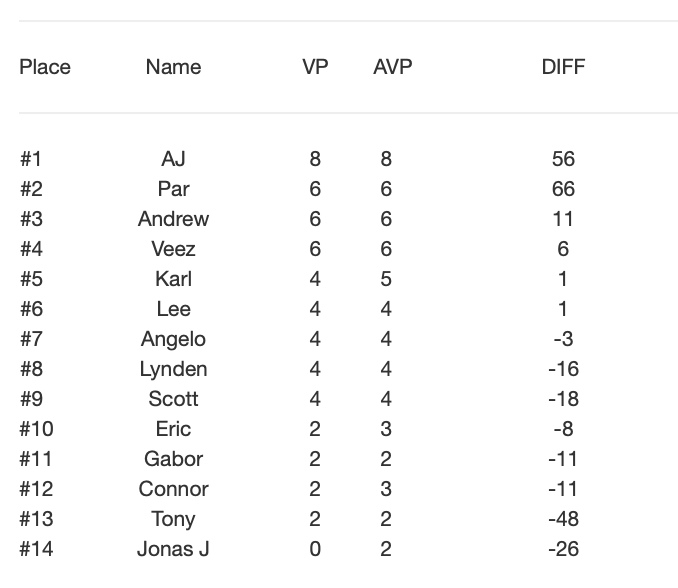 Place Name VP AVP DIFF
#1 AJ 8 8 56
#2 Par 6 6 66
#3 Andrew 6 6 11
#4 Veez 6 6 6
#5 Karl 4 5 1
#6 Lee 4 4 1
#7 Angelo 4 4 -3
#8 Lynden 4 4 -16
#9 Scott 4 4 -18
#10 Eric 2 3 -8
#11 Gabor 2 2 -11
#12 Connor 2 3 -11
#13 Tony 2 2 -48
#14 Jonas J 0 2 -26